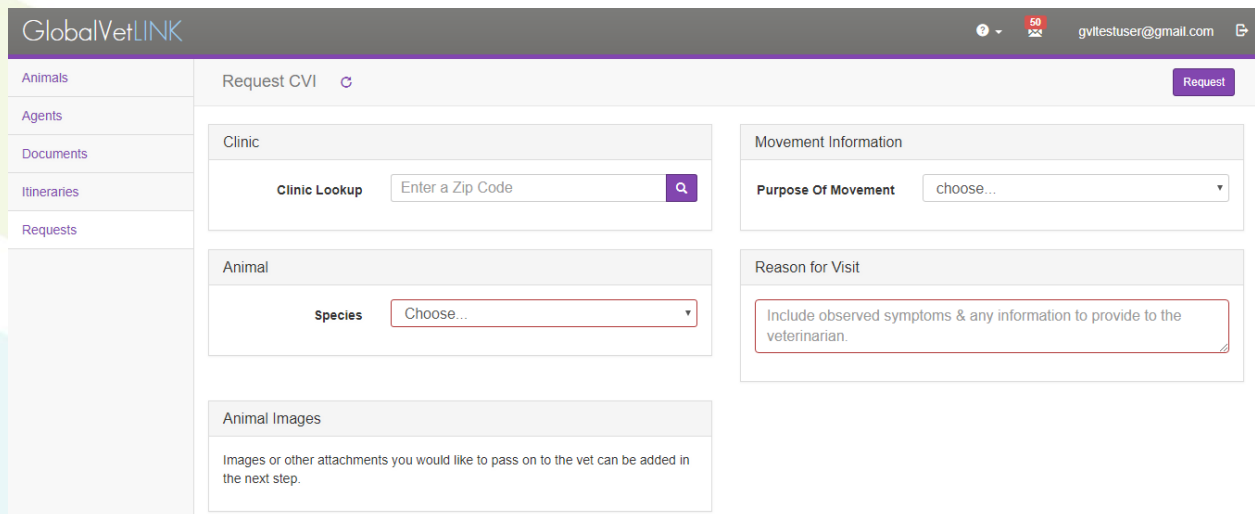 GlobalVetLINK
50
gvltestuser@gmail.com
Animals
Agents
Documents
Itineraries
Requests
Request CVI
Request
Clinic
Clinic Lookup
Enter a Zip Code
Movement Information
Purpose Of Movement
choose...
Animal
Species
Choose...
Reason for Visit
Include observed symptoms & any information to provide to the
veterinarian.
Animal Images
Images or other attachments you would like to pass on to the vet can be added in
the next step.